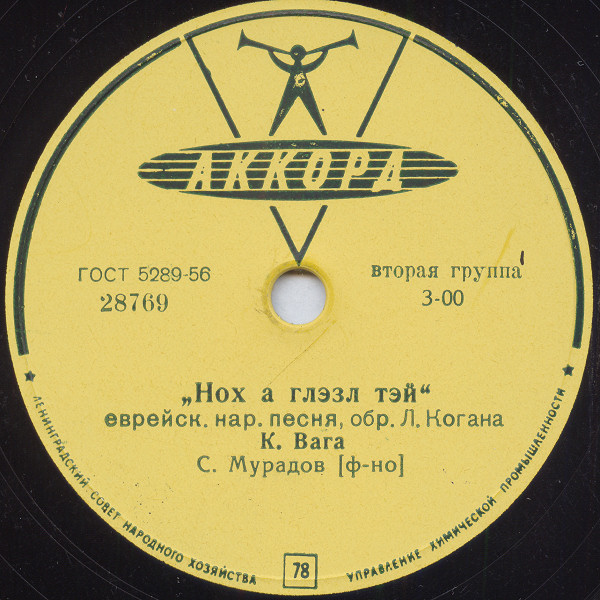 АККОРД
ГОСТ 5289-56
28769
вторая группа
3-00
„Нох а глэзл тэй“
еврейск. нар. песня, обр. Л. Когана
К. Вага
С. Мурадов [ф-но]
ЛЕНИНГРАДСКИЙ СОВЕТ НАРОДНОГО ХОЗЯЙСТВА
78
УПРАВЛЕНИЕ ХИМИЧЕСКОЙ ПРОМЫШЛЕННОСТИ